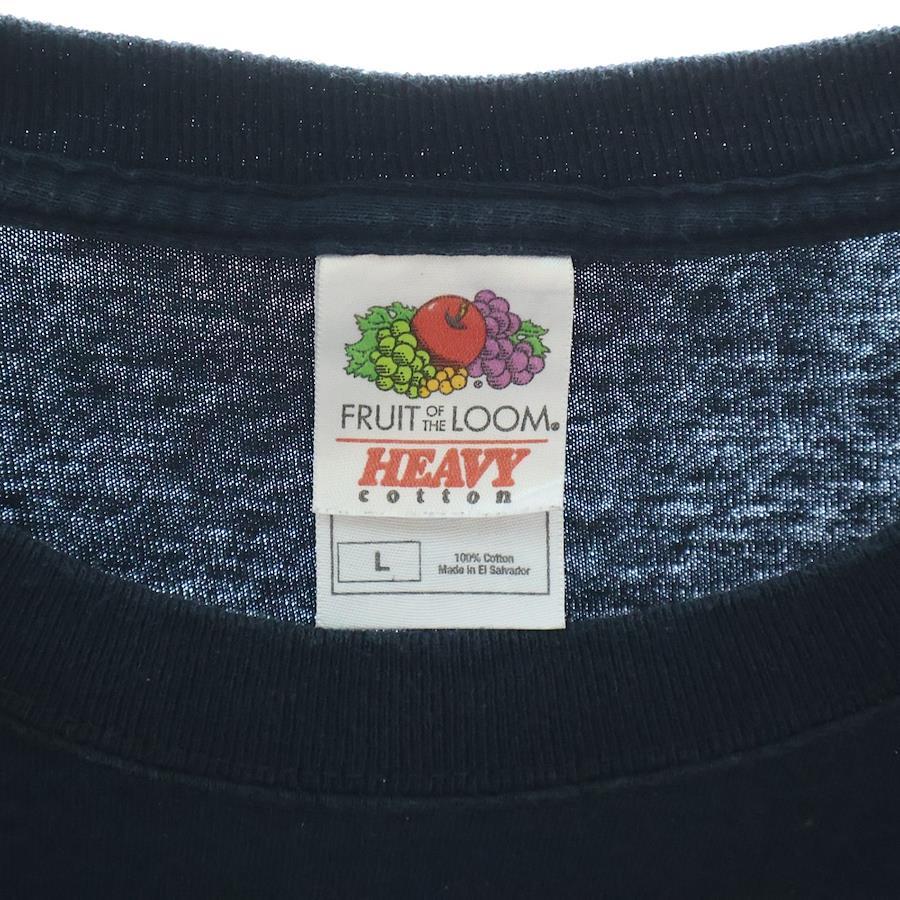 FRUIT OF THE LOOM®
HEAVY
cotton
L
100% Cotton
Made in El Salvador